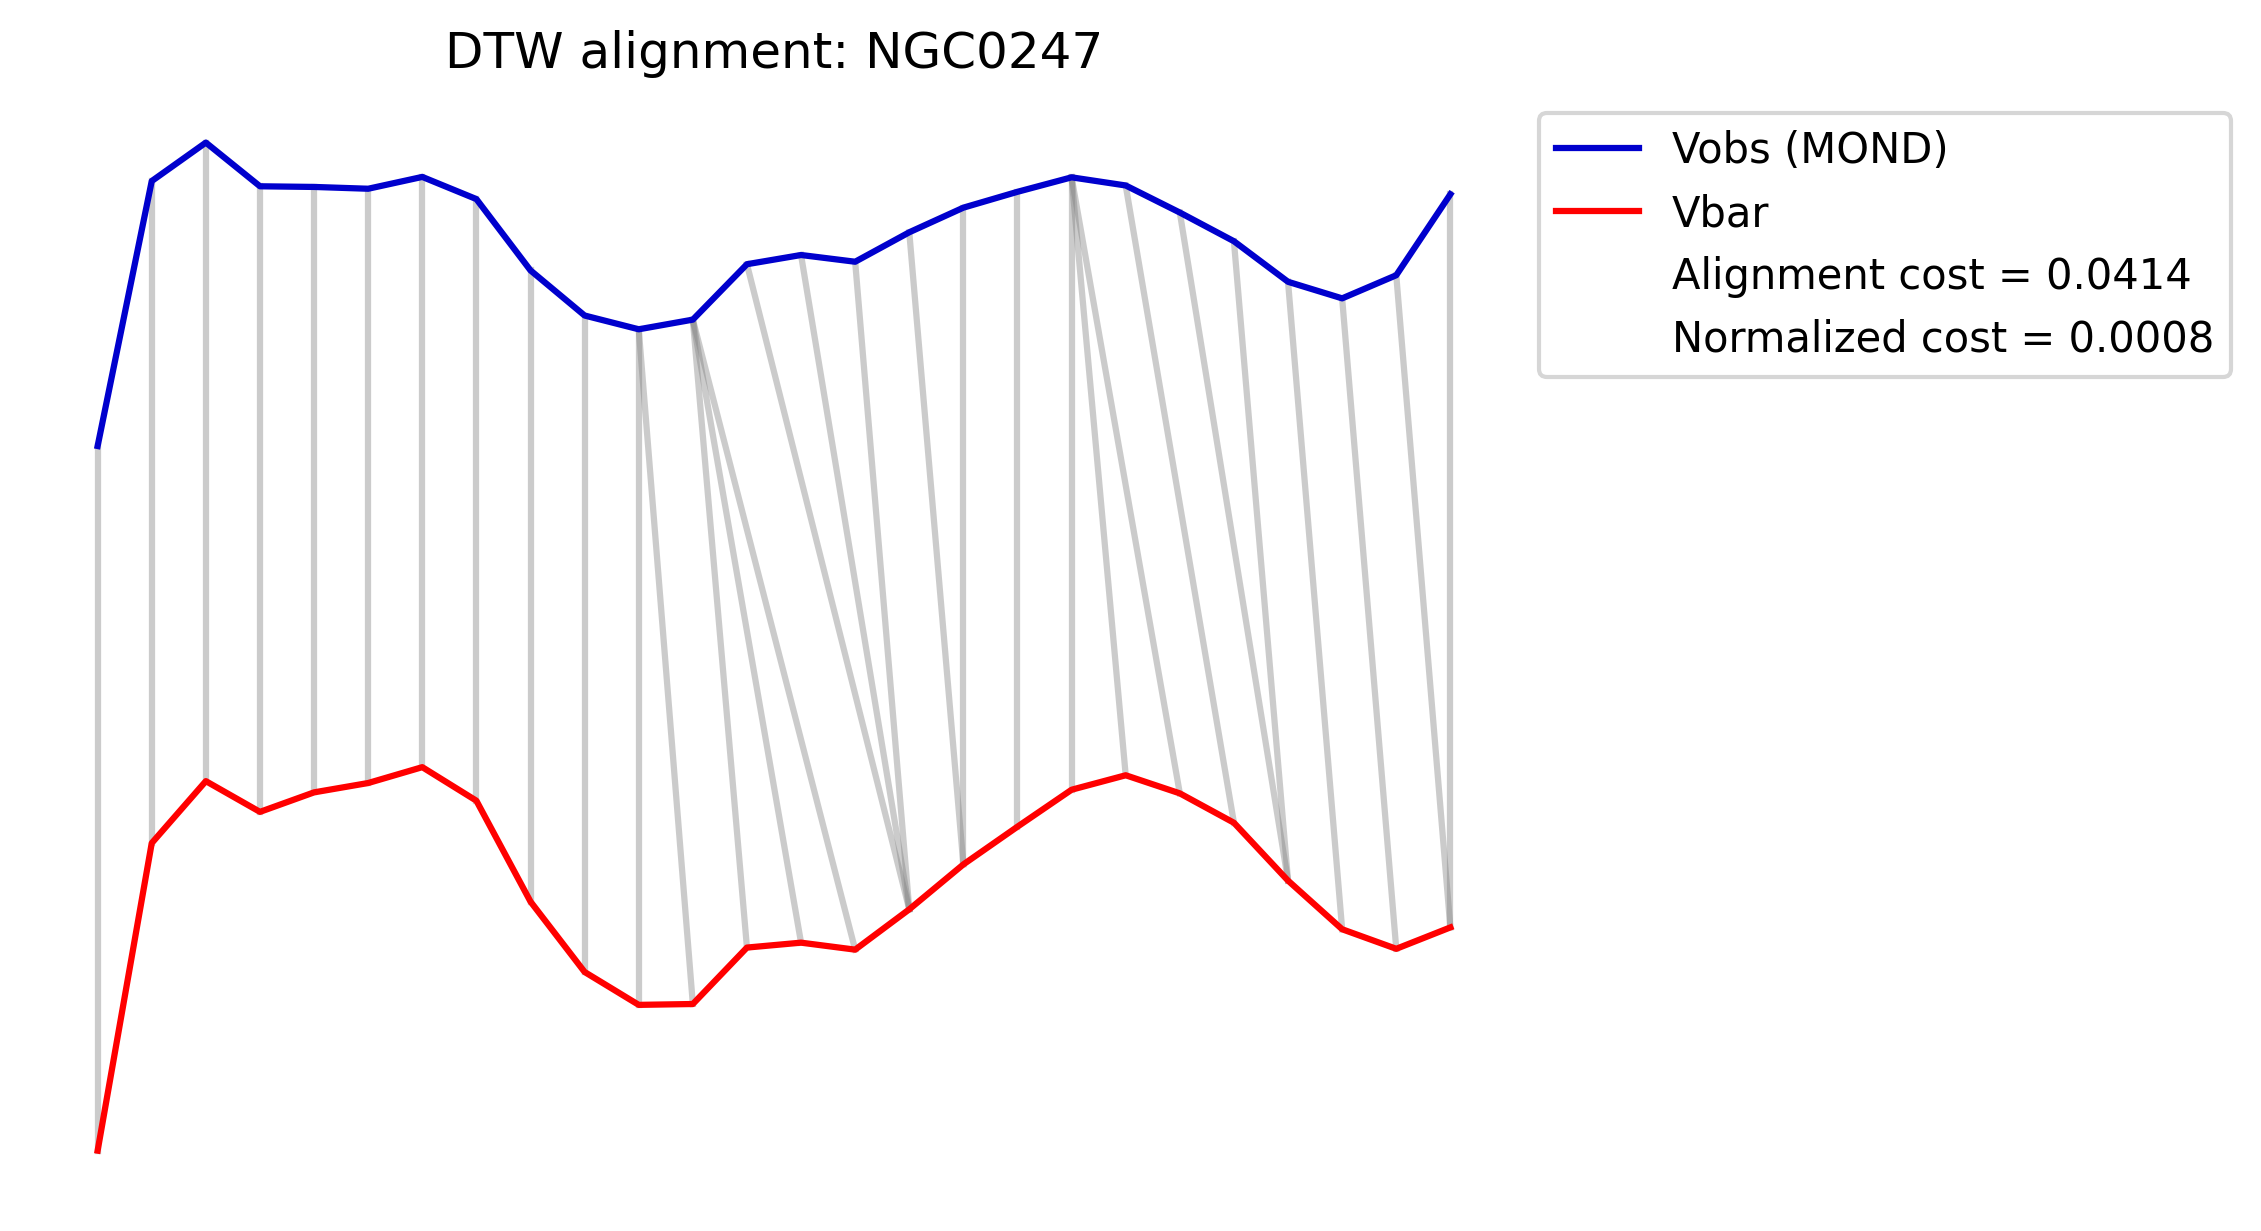 DTW alignment: NGC0247
Vobs (MOND)
Vbar
Alignment cost = 0.0414
Normalized cost = 0.0008